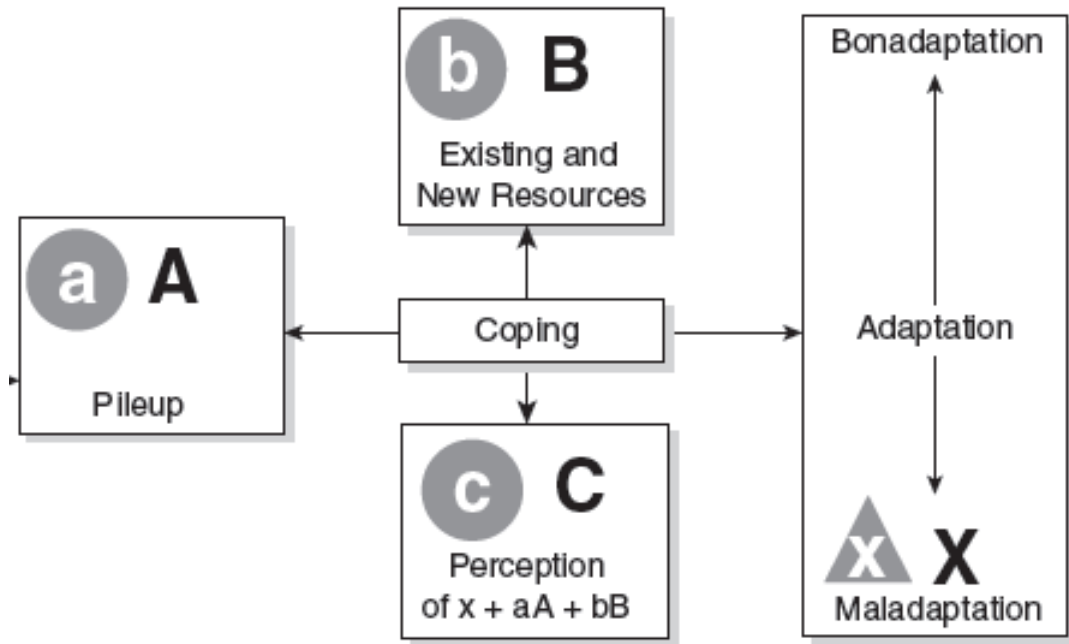 b B
Existing and
New Resources
a A
Pileup
Coping
c C
Perception
of x + aA + bB
Bonadaptation
Adaptation
x X
Maladaptation